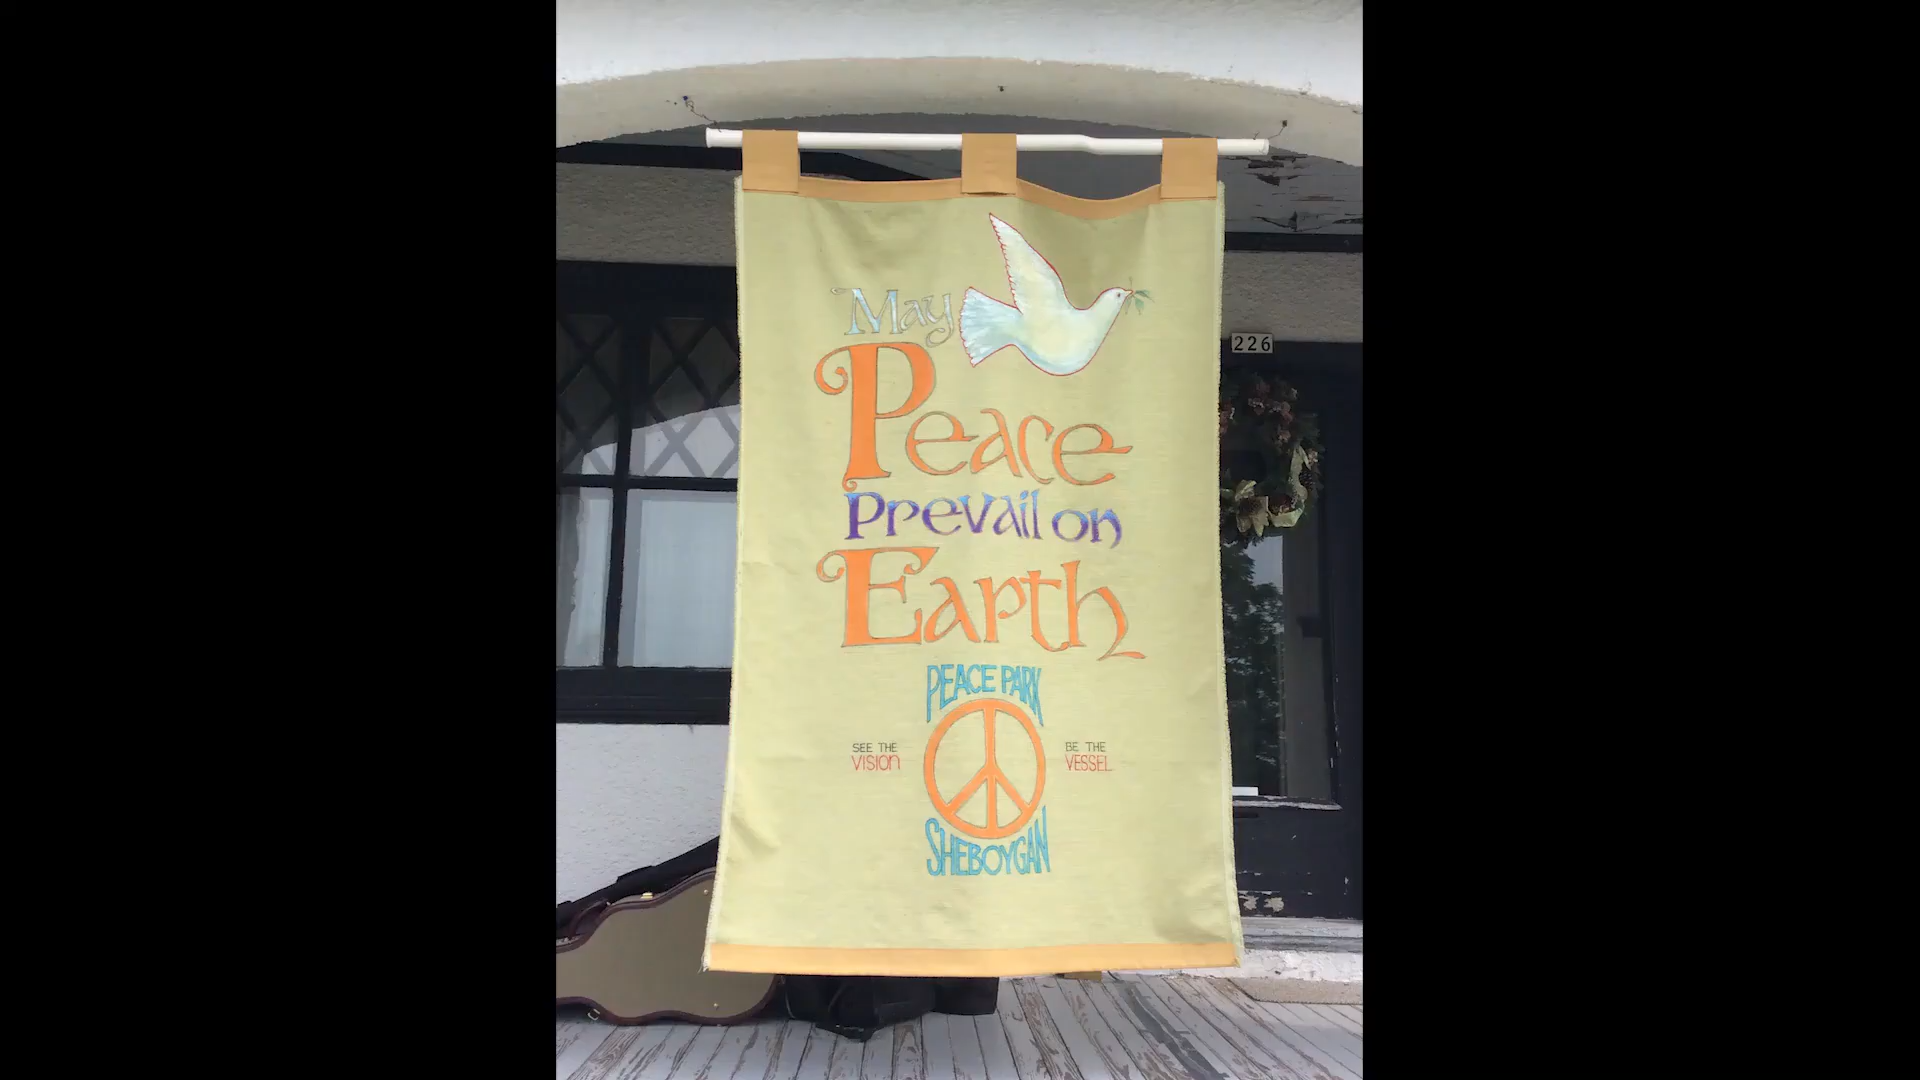 May
Peace
Prevail on
Earth
PEACE PARK
SEE THE
VISION
BE THE
VESSEL
SHEBOYGAN
226